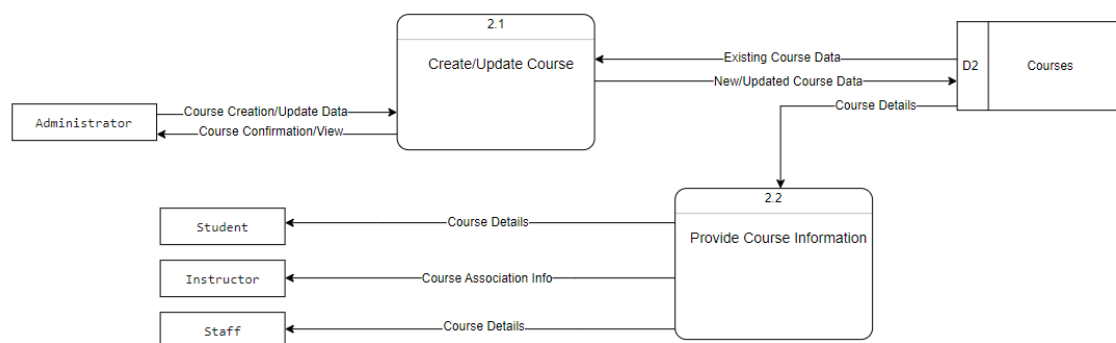 2.1
Create/Update Course
Existing Course Data
New/Updated Course Data
D2
Courses
Course Details
Administrator
Course Creation/Update Data
Course Confirmation/View
2.2
Provide Course Information
Student
Course Details
Instructor
Course Association Info
Staff
Course Details